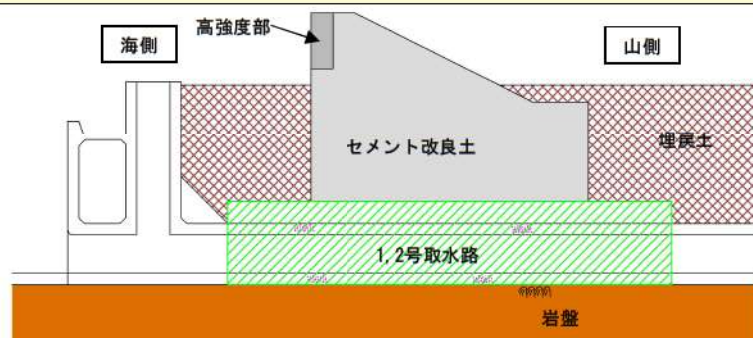 高強度部
海側
山側
セメント改良土
埋戻土
1,2号取水路
岩盤